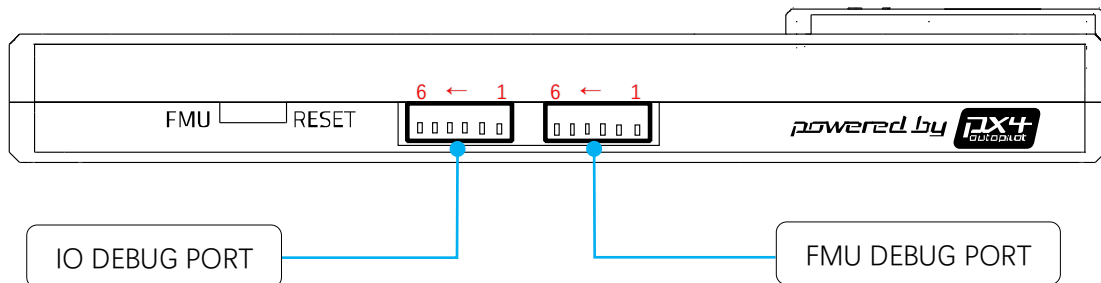 6 ← 1
6 ← 1
FMU
RESET
powered by
px4
autopilot
IO DEBUG PORT
FMU DEBUG PORT